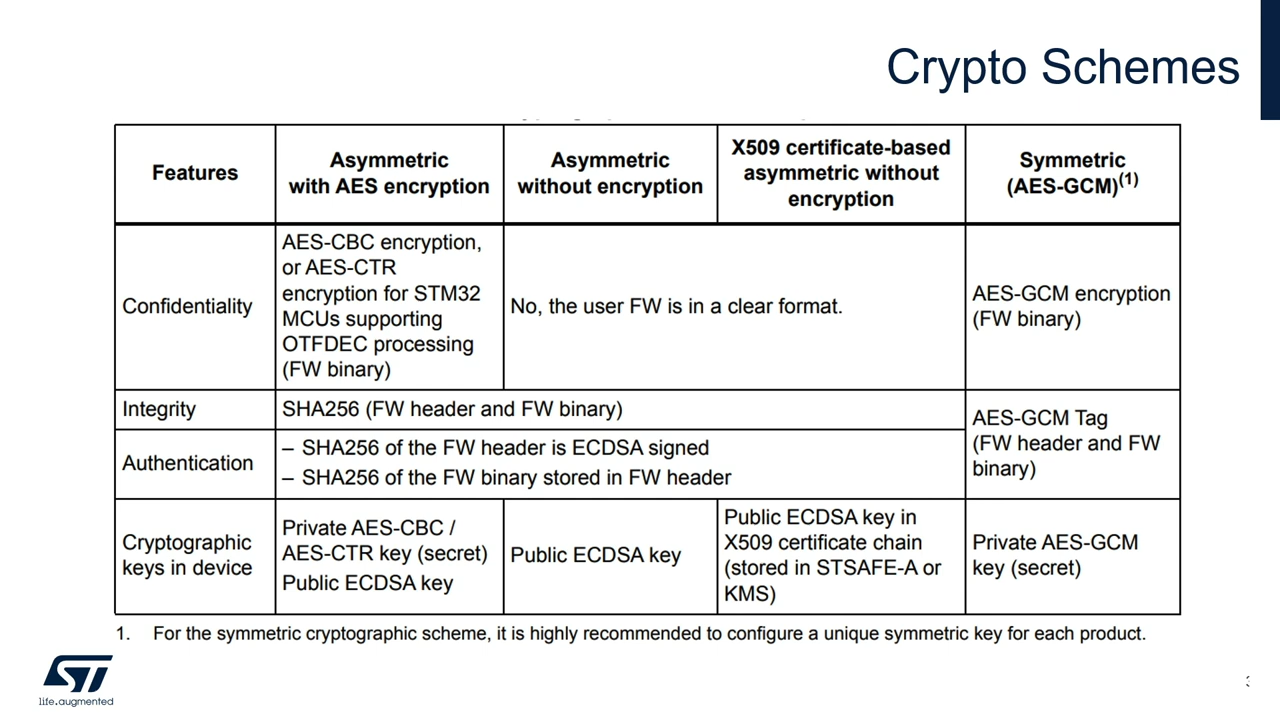 Crypto Schemes
Features
Asymmetric
with AES encryption
Asymmetric
without encryption
X509 certificate-based
asymmetric without
encryption
Symmetric
(AES-GCM)(1)
Confidentiality
AES-CBC encryption,
or AES-CTR
encryption for STM32
MCUs supporting
OTFDEC processing
(FW binary)
No, the user FW is in a clear format.
AES-GCM encryption
(FW binary)
Integrity
SHA256 (FW header and FW binary)
AES-GCM Tag
(FW header and FW
binary)
Authentication
– SHA256 of the FW header is ECDSA signed
– SHA256 of the FW binary stored in FW header
Cryptographic
keys in device
Private AES-CBC /
AES-CTR key (secret)
Public ECDSA key
Public ECDSA key
Public ECDSA key in
X509 certificate chain
(stored in STSAFE-A or
KMS)
Private AES-GCM
key (secret)
1. For the symmetric cryptographic scheme, it is highly recommended to configure a unique symmetric key for each product.
ST
life.augmented